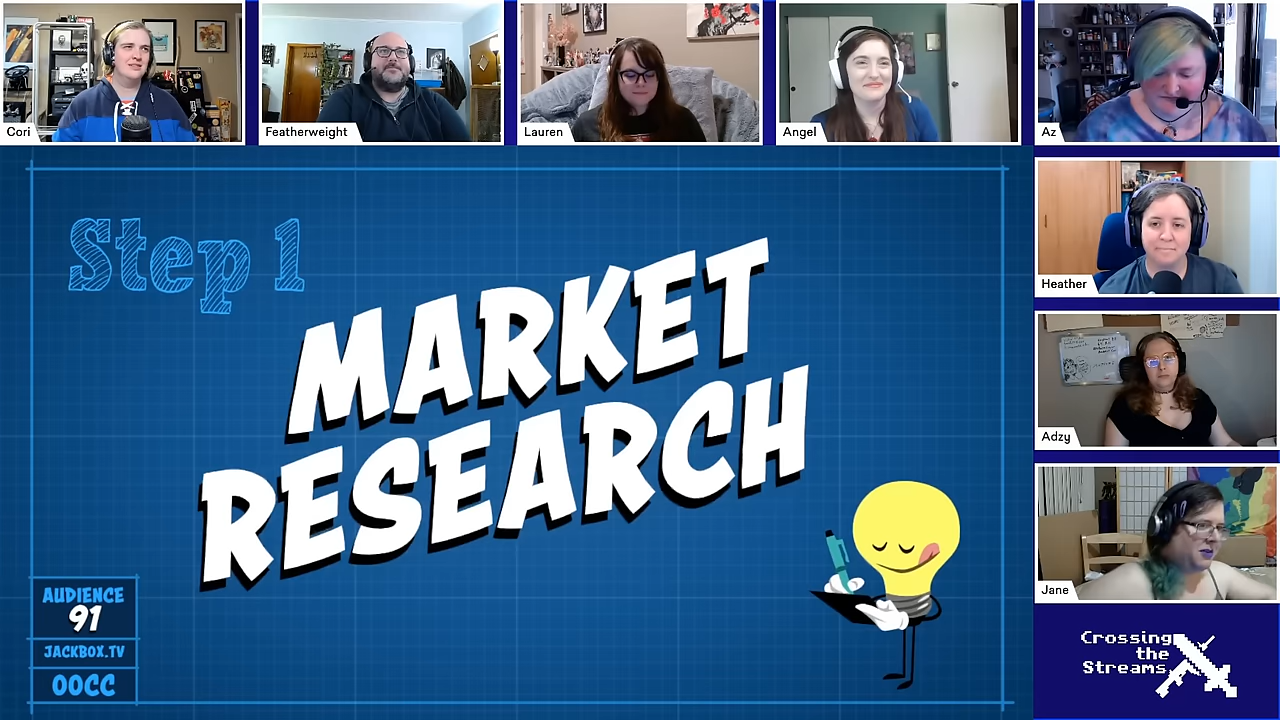 Cori
Featherweight
Lauren
Angel
Az
Heather
Adzy
Jane
Step 1
MARKET
RESEARCH
AUDIENCE
91
JACKBOX.TV
OOCC
Crossing
the
Streams